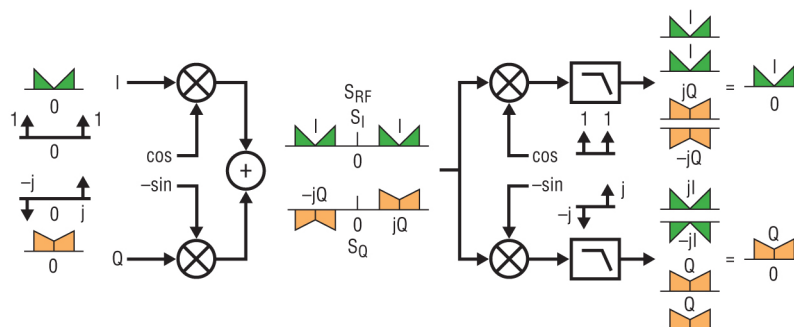 I
0
1 1
0
cos
–sin
–j 0 j
0
Q
+
S_RF
S_I
I I
0
–jQ
0
jQ
S_Q
cos
–sin
1 1
–j j
I
I
jQ
–jQ
= I
0
jI
–jI
Q
Q
= Q
0